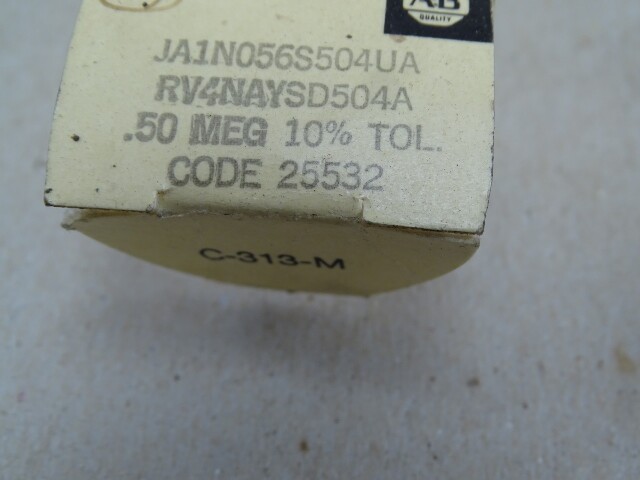 AB
QUALITY
JA1N056S504UA
RV4NAYSD504A
.50 MEG 10% TOL.
CODE 25532
C-313-M